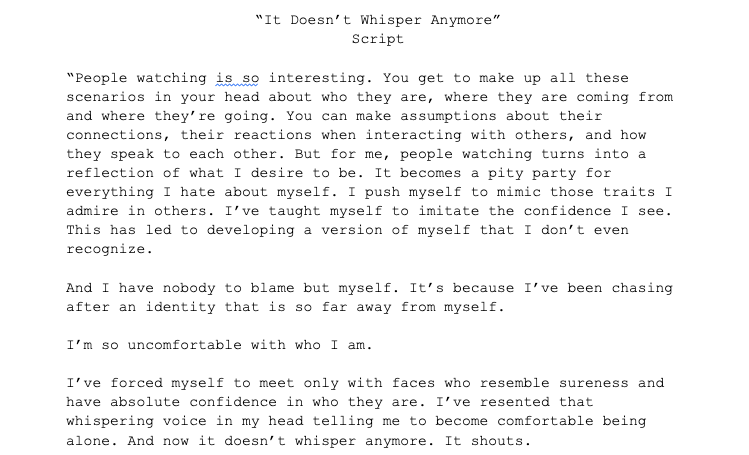 “It Doesn’t Whisper Anymore”
Script
“People watching is so interesting. You get to make up all these
scenarios in your head about who they are, where they are coming from
and where they’re going. You can make assumptions about their
connections, their reactions when interacting with others, and how
they speak to each other. But for me, people watching turns into a
reflection of what I desire to be. It becomes a pity party for
everything I hate about myself. I push myself to mimic those traits I
admire in others. I’ve taught myself to imitate the confidence I see.
This has led to developing a version of myself that I don’t even
recognize.
And I have nobody to blame but myself. It’s because I’ve been chasing
after an identity that is so far away from myself.
I’m so uncomfortable with who I am.
I’ve forced myself to meet only with faces who resemble sureness and
have absolute confidence in who they are. I’ve resented that
whispering voice in my head telling me to become comfortable being
alone. And now it doesn’t whisper anymore. It shouts.